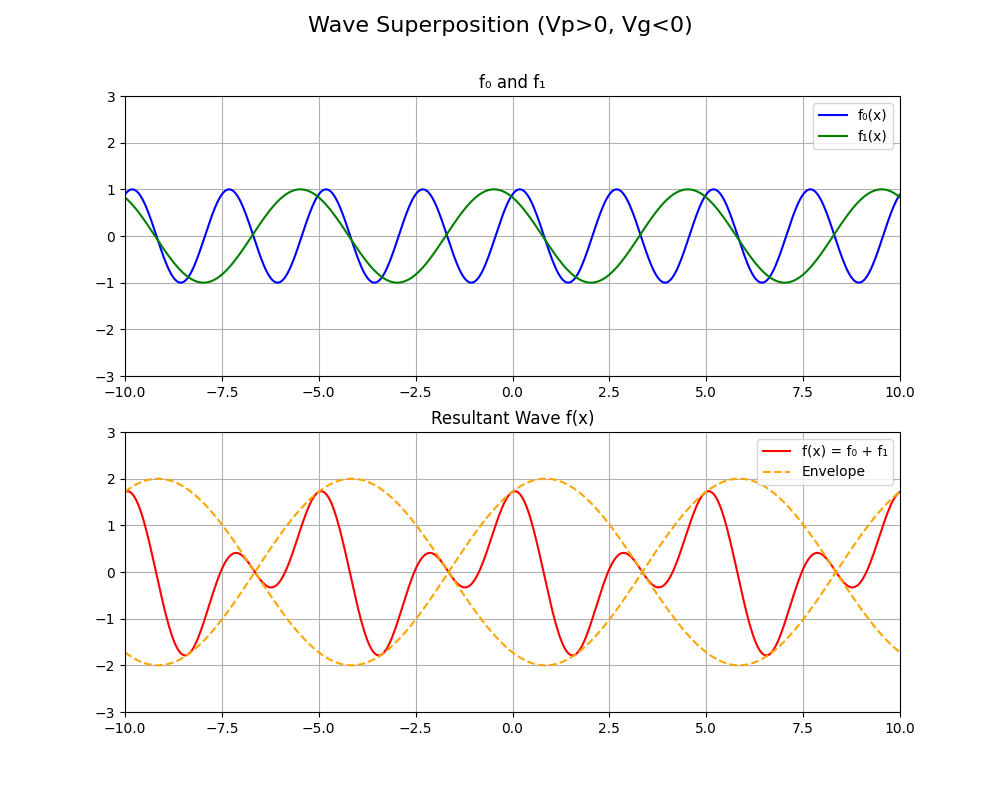 Wave Superposition (Vp>0, Vg<0)
f₀ and f₁
3
2
1
0
−1
−2
−3
f₀(x)
f₁(x)
−10.0 −7.5 −5.0 −2.5 0.0 2.5 5.0 7.5 10.0
Resultant Wave f(x)
3
2
1
0
−1
−2
−3
f(x) = f₀ + f₁
Envelope
−10.0 −7.5 −5.0 −2.5 0.0 2.5 5.0 7.5 10.0